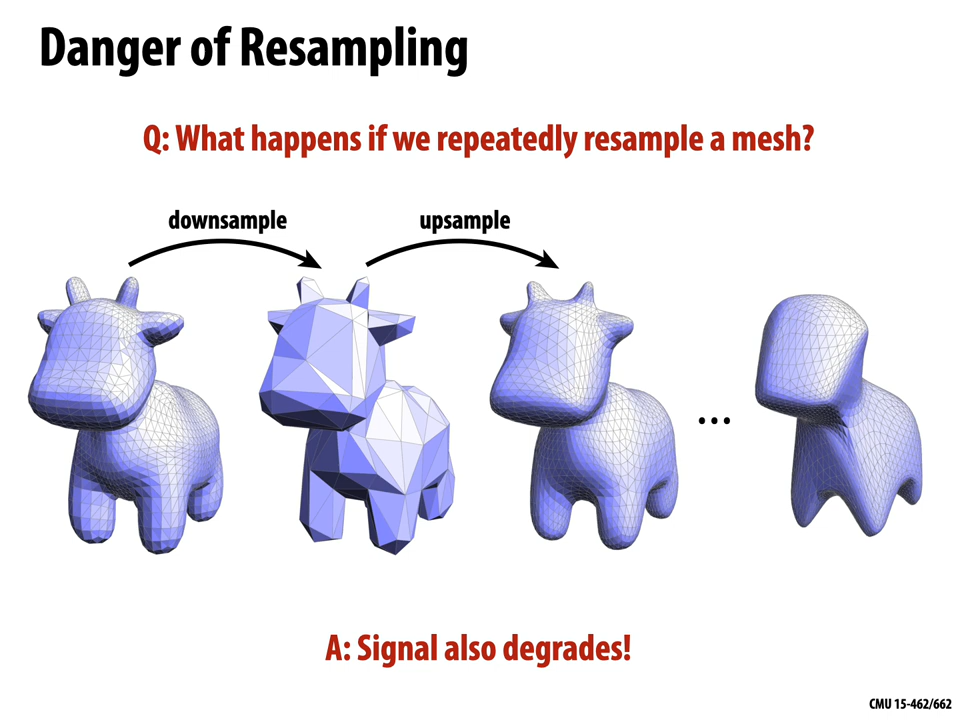 Danger of Resampling
Q: What happens if we repeatedly resample a mesh?
downsample
upsample
...
A: Signal also degrades!
CMU 15-462/662